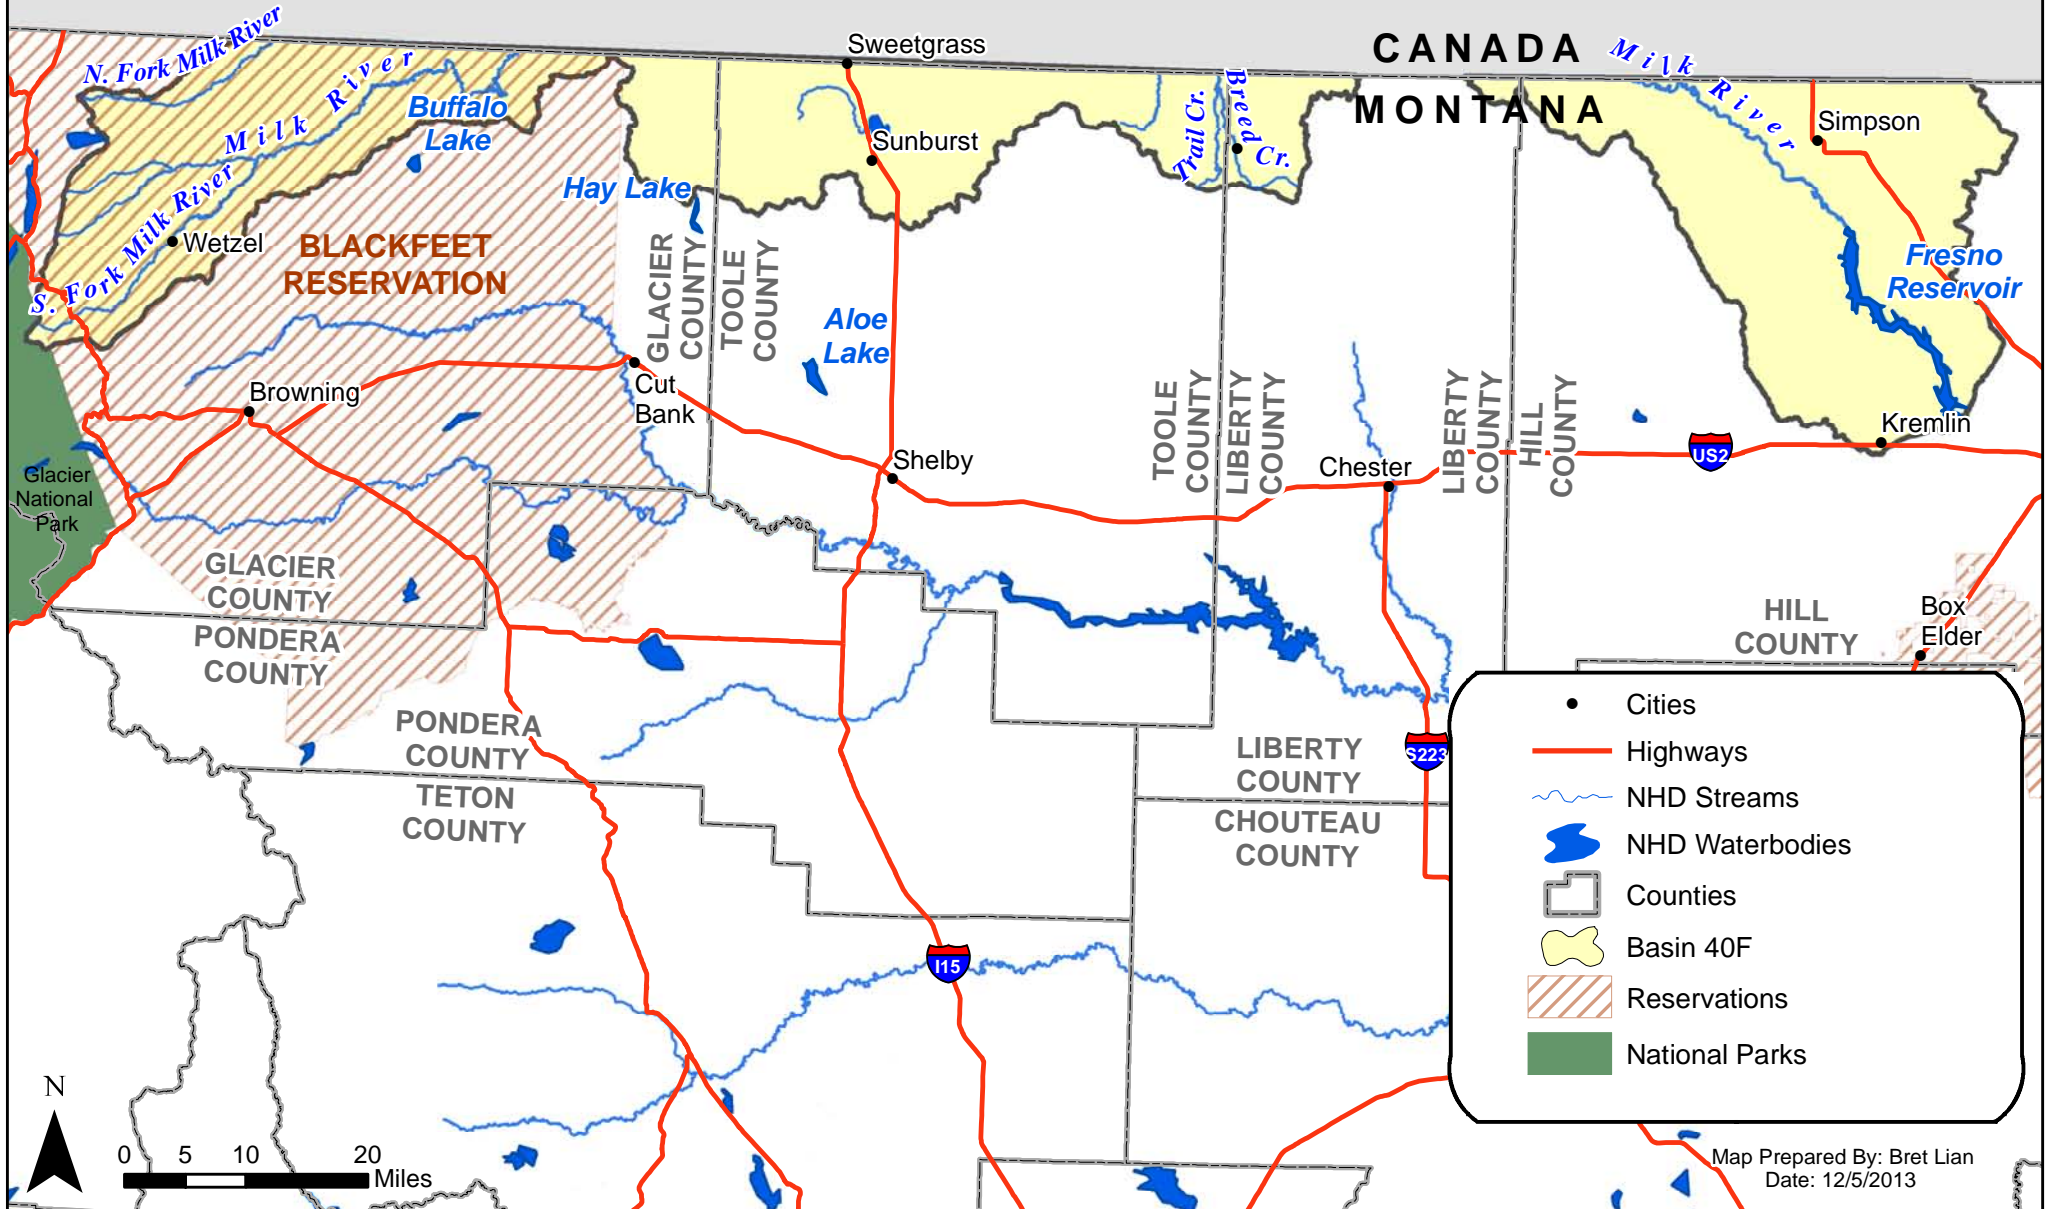 CANADA
MONTANA
Sweetgrass
N. Fork Milk River
Milk River
Buffalo
Lake
Milk River
Trail Cr.
Breed Cr.
Simpson
Sunburst
Hay Lake
S. Fork Milk River
Wetzel
BLACKFEET
RESERVATION
GLACIER
COUNTY
TOOLE
COUNTY
Fresno
Reservoir
Aloe
Lake
Browning
Cut
Bank
TOOLE
COUNTY
LIBERTY
COUNTY
LIBERTY
COUNTY
HILL
COUNTY
Kremlin
US2
Shelby
Chester
Glacier
National
Park
GLACIER
COUNTY
PONDERA
COUNTY
HILL
COUNTY
Box
Elder
PONDERA
COUNTY
TETON
COUNTY
LIBERTY
COUNTY
CHOUTEAU
COUNTY
S223
I15
Cities
Highways
NHD Streams
NHD Waterbodies
Counties
Basin 40F
Reservations
National Parks
N
0 5 10 20
Miles
Map Prepared By: Bret Lian
Date: 12/5/2013